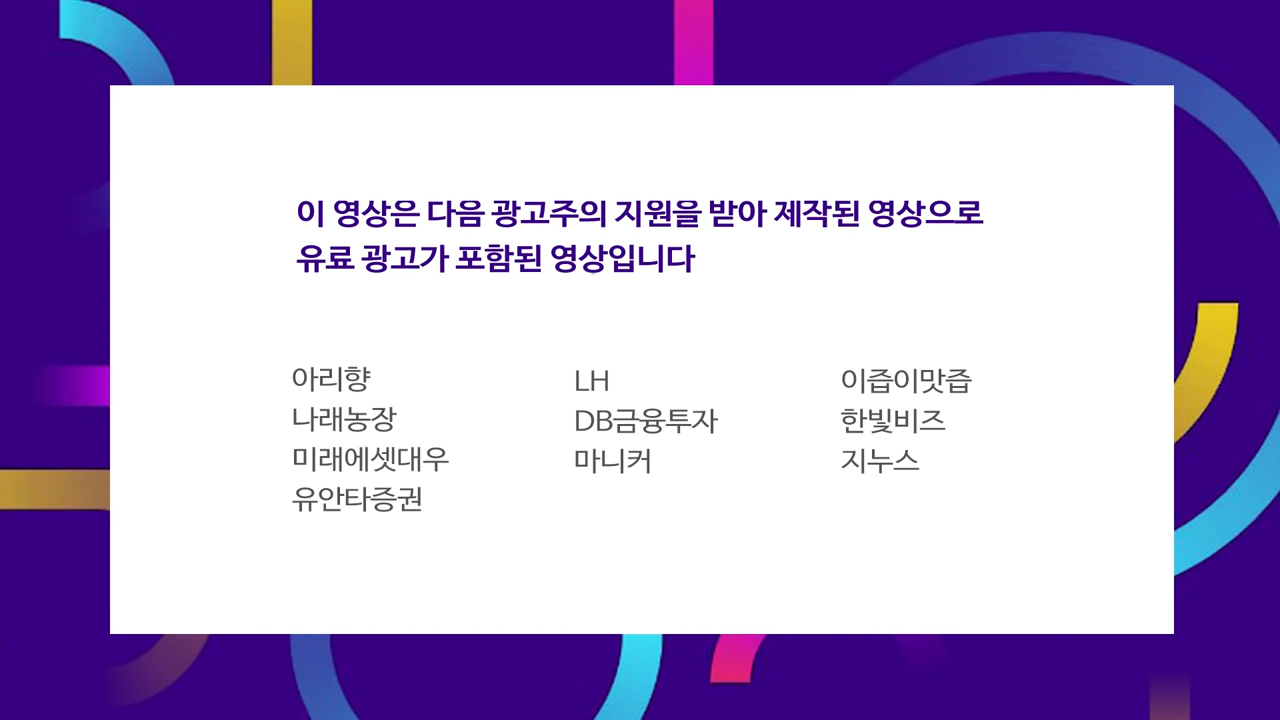 이 영상은 다음 광고주의 지원을 받아 제작된 영상으로
유료 광고가 포함된 영상입니다
아리향
나래농장
미래에셋대우
유안타증권
LH
DB금융투자
마니커
이즙이맛즙
한빛비즈
지누스